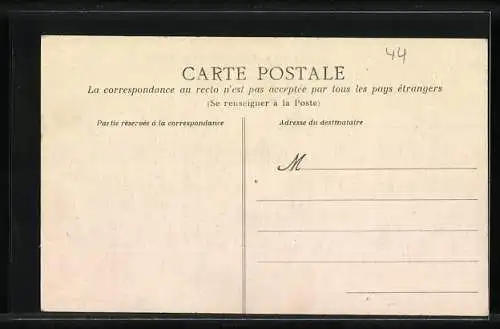 44
CARTE POSTALE
La correspondance au recto n'est pas acceptée par tous les pays étrangers
(Se renseigner à la Poste)
Partie réservée à la correspondance
Adresse du destinataire
M